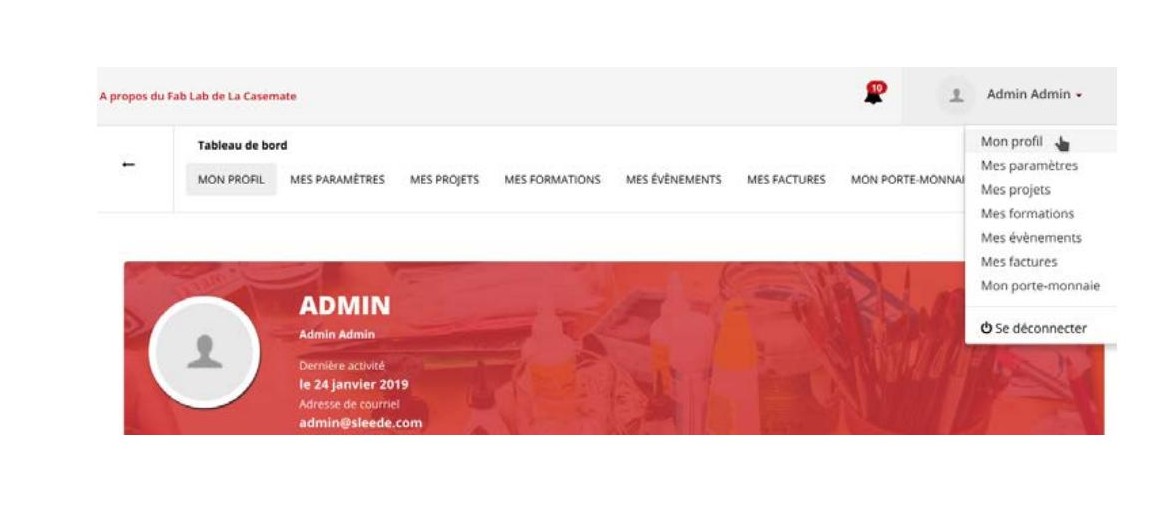 A propos du Fab Lab de La Casemate
10
Admin Admin
Tableau de bord
MON PROFIL MES PARAMÈTRES MES PROJETS MES FORMATIONS MES ÉVÈNEMENTS MES FACTURES MON PORTE-MONNAI
Mon profil
Mes paramètres
Mes projets
Mes formations
Mes évènements
Mes factures
Mon porte-monnaie
Se déconnecter
ADMIN
Admin Admin
Dernière activité
le 24 janvier 2019
Adresse de courriel
admin@sleede.com